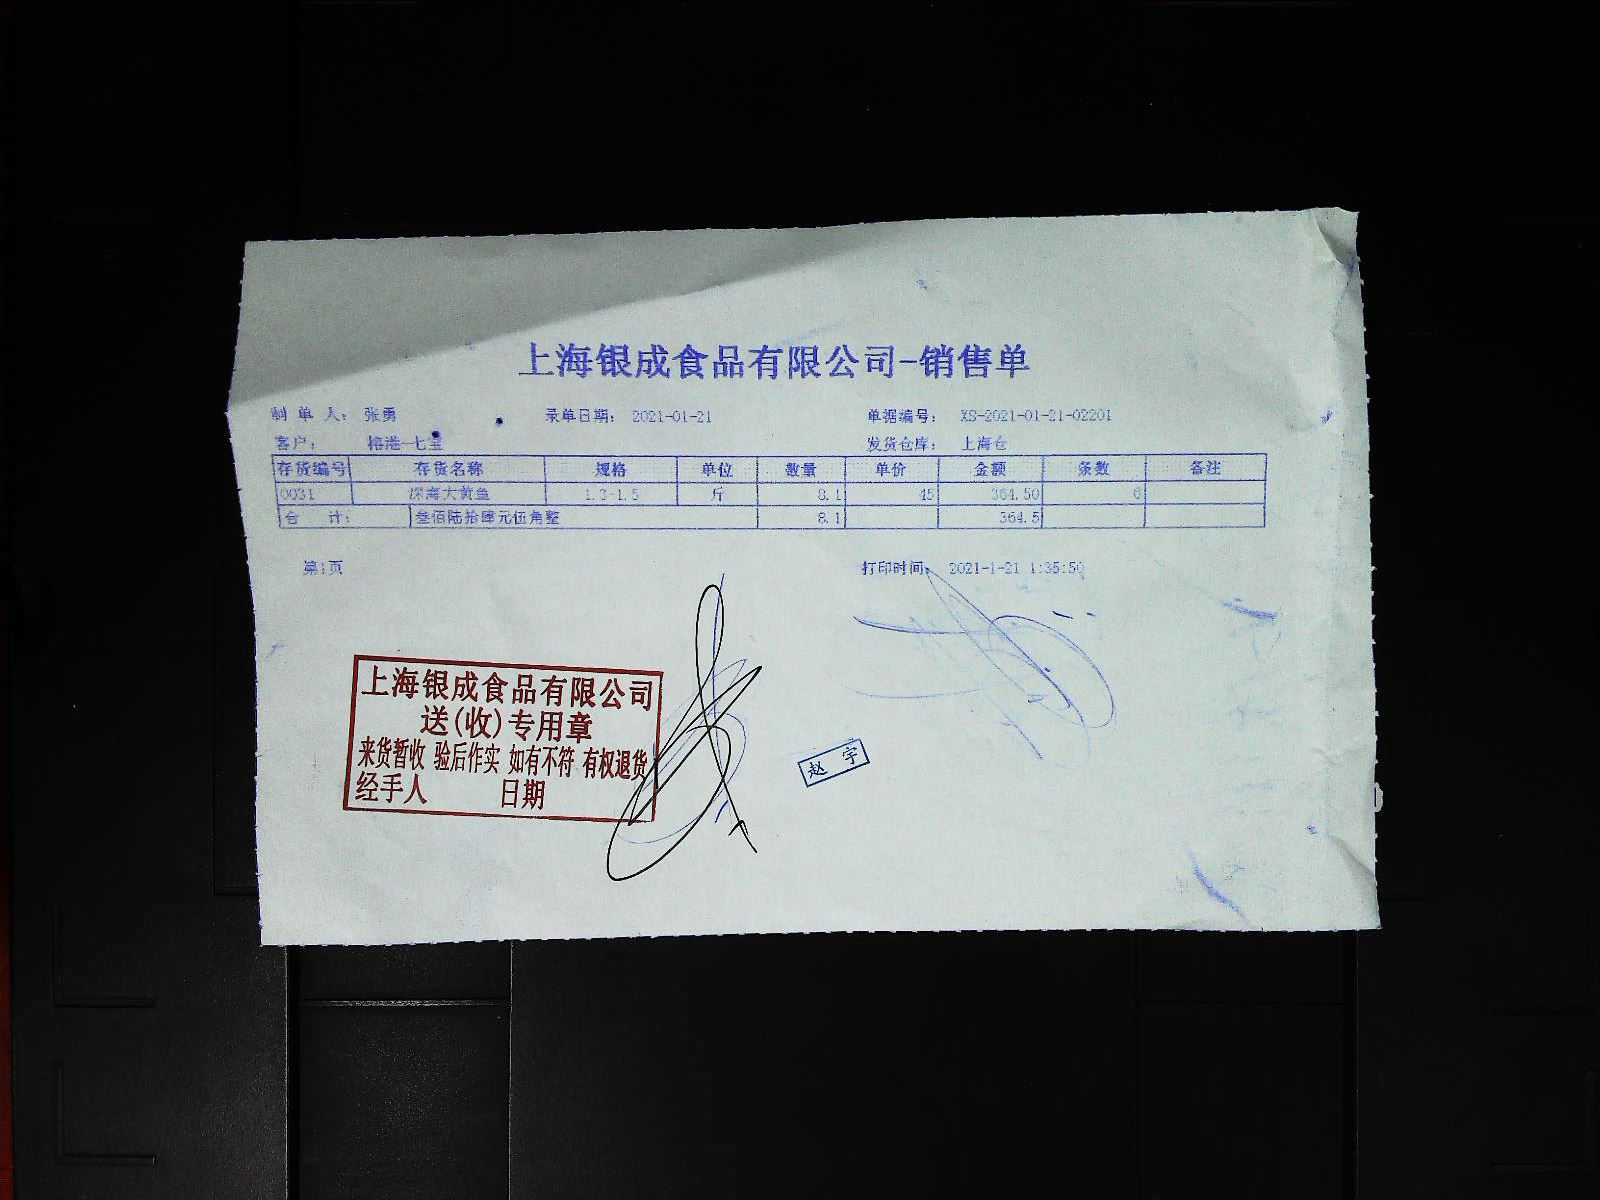 上海银成食品有限公司-销售单
制 单 人： 张勇 录单日期： 2021-01-21 单据编号： XS-2021-01-21-02201
客户： 榕港-七宝 发货仓库： 上海仓
存货编号 存货名称 规格 单位 数量 单价 金额 条数 备注
0031 深海大黄鱼 1.3-1.5 斤 8.1 45 364.50 6
合 计： 叁佰陆拾肆元伍角整 8.1 364.5
第1页 打印时间： 2021-1-21 1:35:50
上海银成食品有限公司
送(收)专用章
来货暂收 验后作实 如有不符 有权退货
经手人 日期
赵 宇